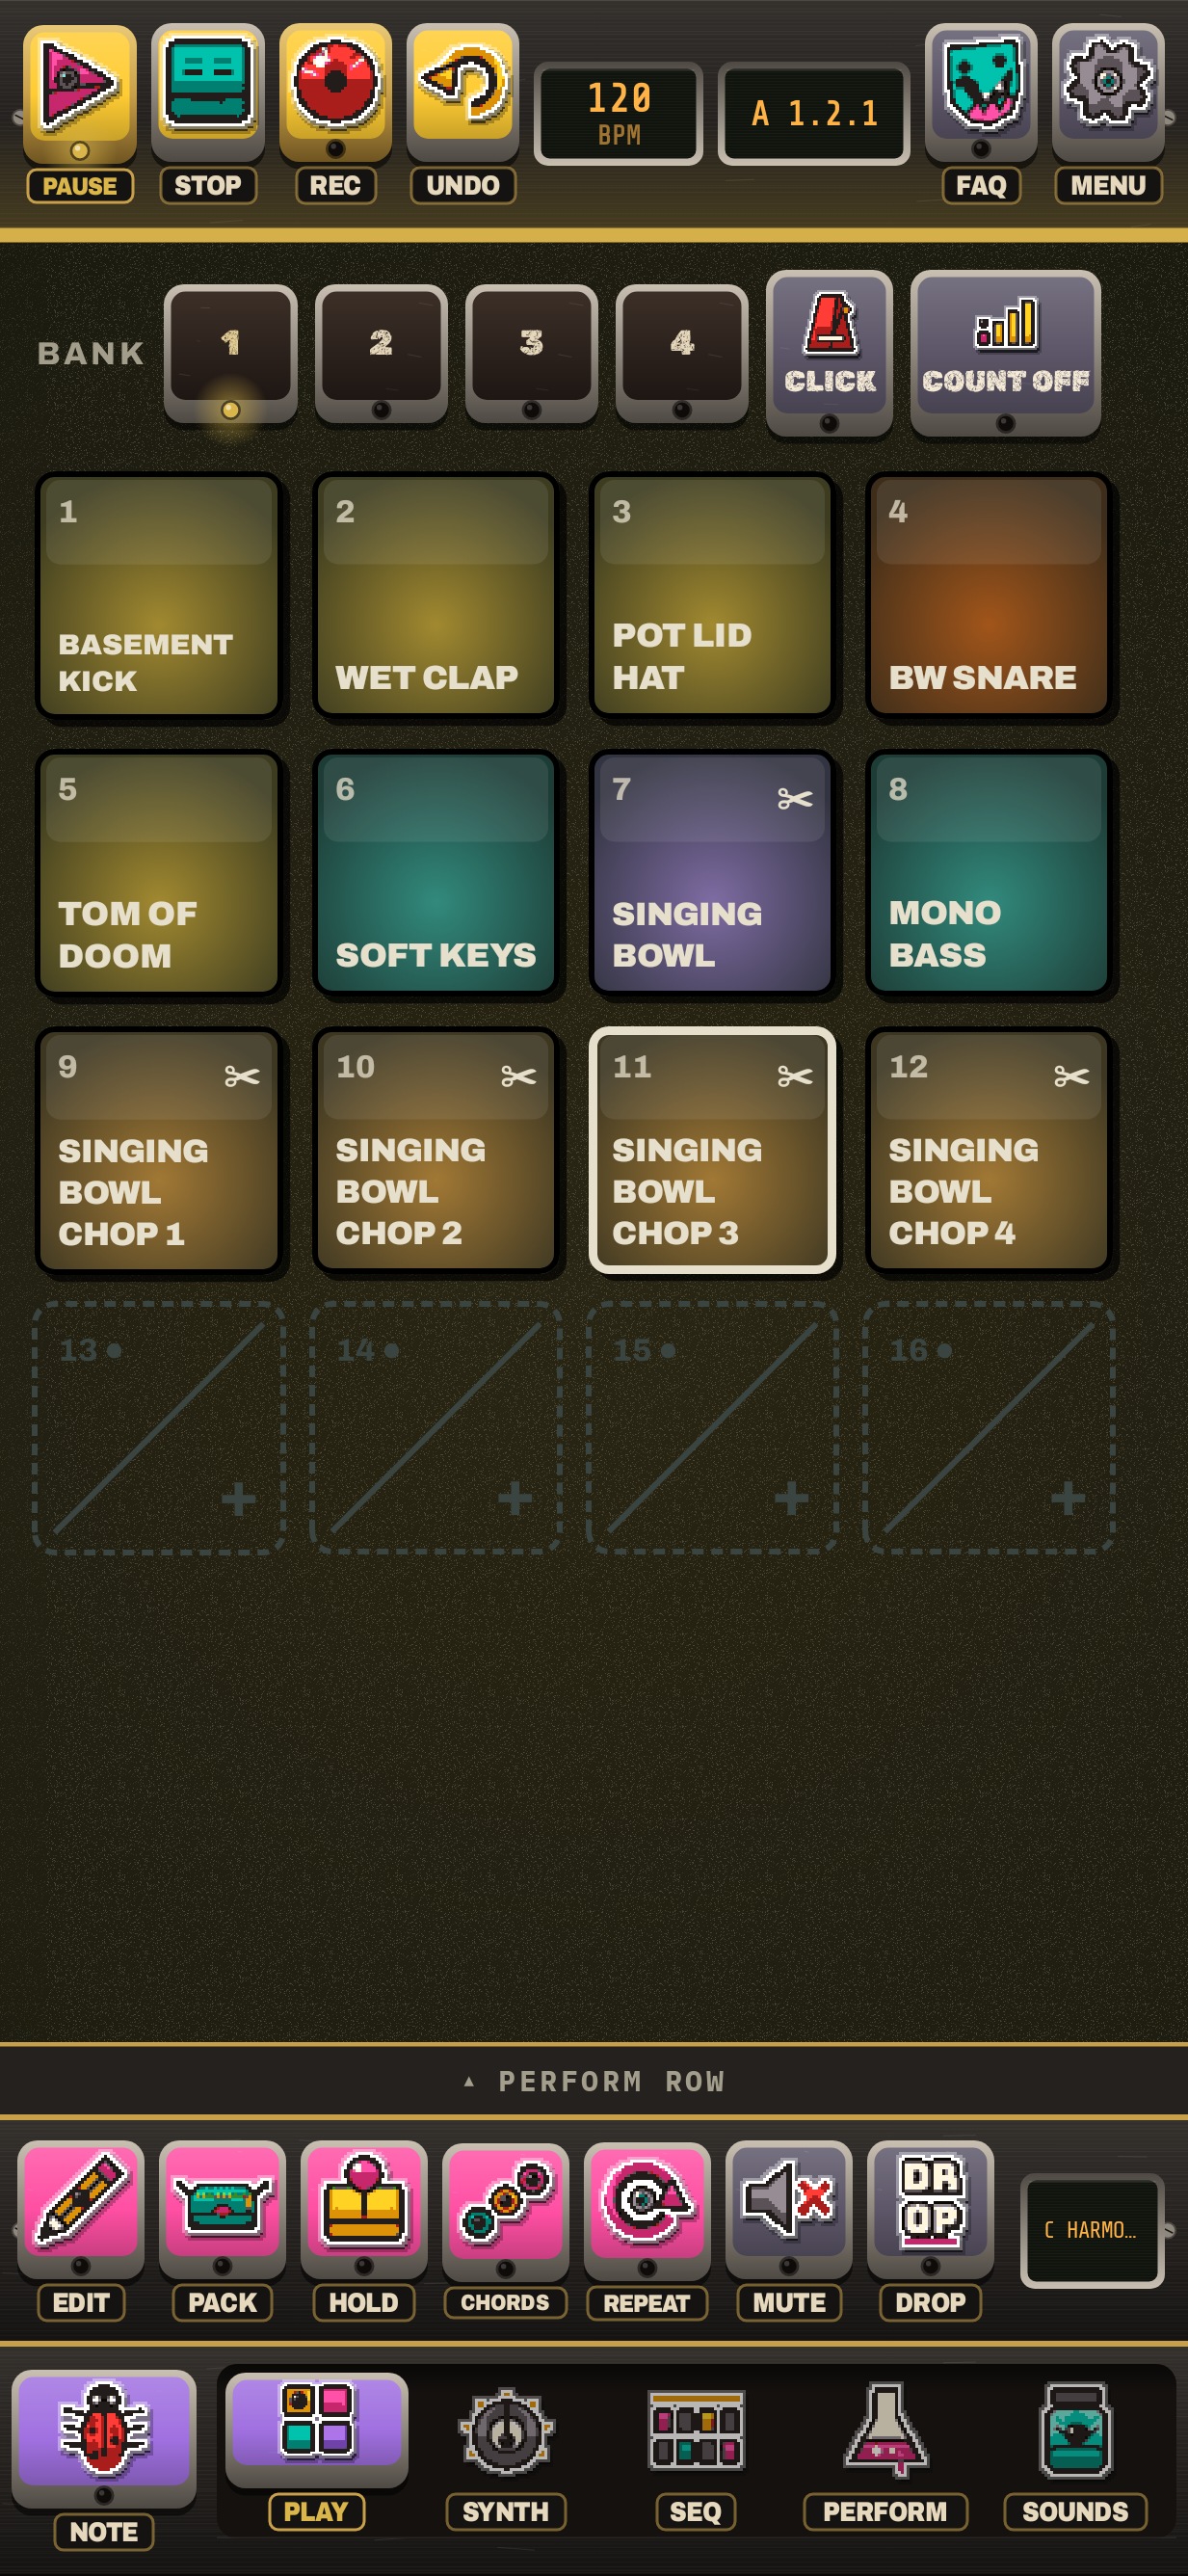 120
BPM
A 1.2.1
PAUSE
STOP
REC
UNDO
FAQ
MENU
BANK
1
2
3
4
CLICK
COUNT OFF
1
BASEMENT
KICK
2
WET CLAP
3
POT LID
HAT
4
BW SNARE
5
TOM OF
DOOM
6
SOFT KEYS
7
SINGING
BOWL
8
MONO
BASS
9
SINGING
BOWL
CHOP 1
10
SINGING
BOWL
CHOP 2
11
SINGING
BOWL
CHOP 3
12
SINGING
BOWL
CHOP 4
13
14
15
16
PERFORM ROW
DR
OP
C HARMO…
EDIT
PACK
HOLD
CHORDS
REPEAT
MUTE
DROP
NOTE
PLAY
SYNTH
SEQ
PERFORM
SOUNDS